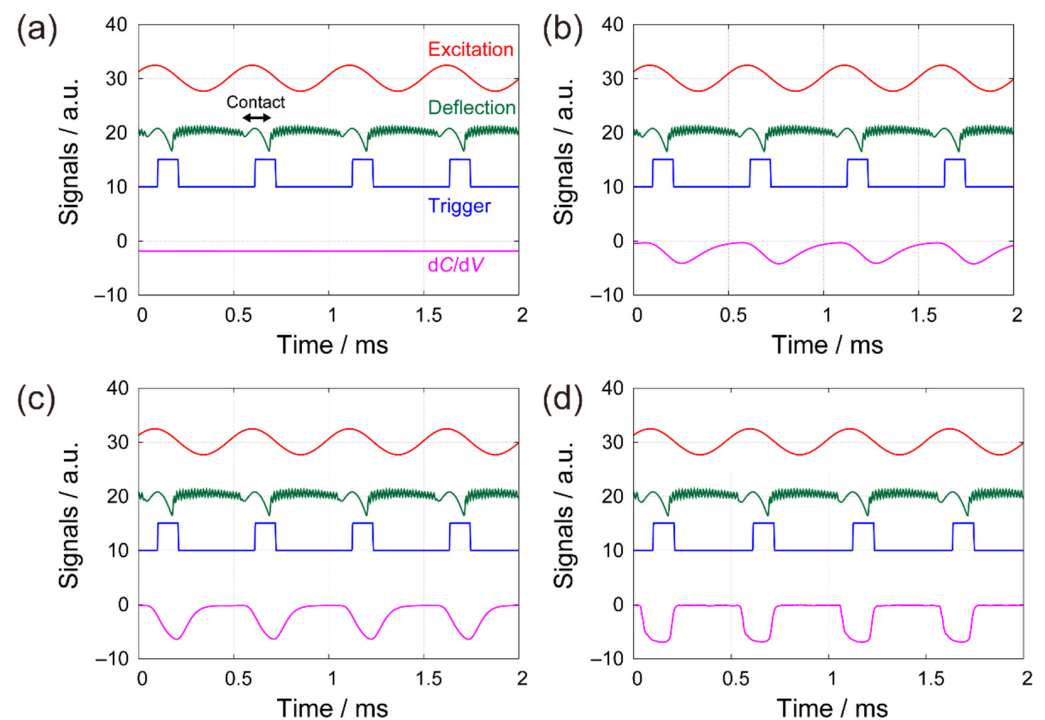 (a)
40
30
20
10
0
–10
Signals / a.u.
Excitation
Contact
Deflection
Trigger
dC/dV
0 0.5 1 1.5 2
Time / ms
(b)
40
30
20
10
0
–10
Signals / a.u.
0 0.5 1 1.5 2
Time / ms
(c)
40
30
20
10
0
–10
Signals / a.u.
0 0.5 1 1.5 2
Time / ms
(d)
40
30
20
10
0
–10
Signals / a.u.
0 0.5 1 1.5 2
Time / ms